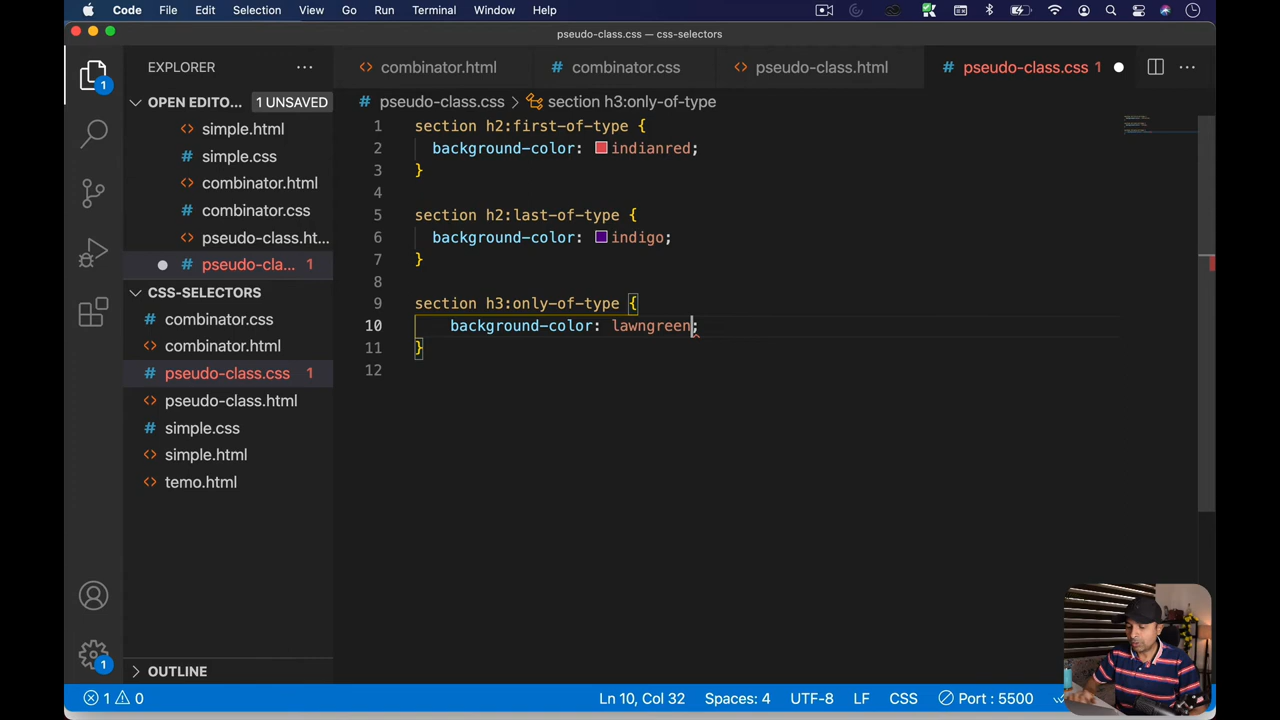 Code File Edit Selection View Go Run Terminal Window Help
pseudo-class.css — css-selectors
EXPLORER
combinator.html
combinator.css
pseudo-class.html
pseudo-class.css 1
OPEN EDITO... 1 UNSAVED
simple.html
simple.css
combinator.html
combinator.css
pseudo-class.ht...
pseudo-cla... 1
CSS-SELECTORS
combinator.css
combinator.html
pseudo-class.css 1
pseudo-class.html
simple.css
simple.html
temo.html
OUTLINE
pseudo-class.css > section h3:only-of-type
1 section h2:first-of-type {
2 background-color: indianred;
3 }
4
5 section h2:last-of-type {
6 background-color: indigo;
7 }
8
9 section h3:only-of-type {
10 background-color: lawngreen;
11 }
12
1
1
1 0 Ln 10, Col 32 Spaces: 4 UTF-8 LF CSS Port : 5500